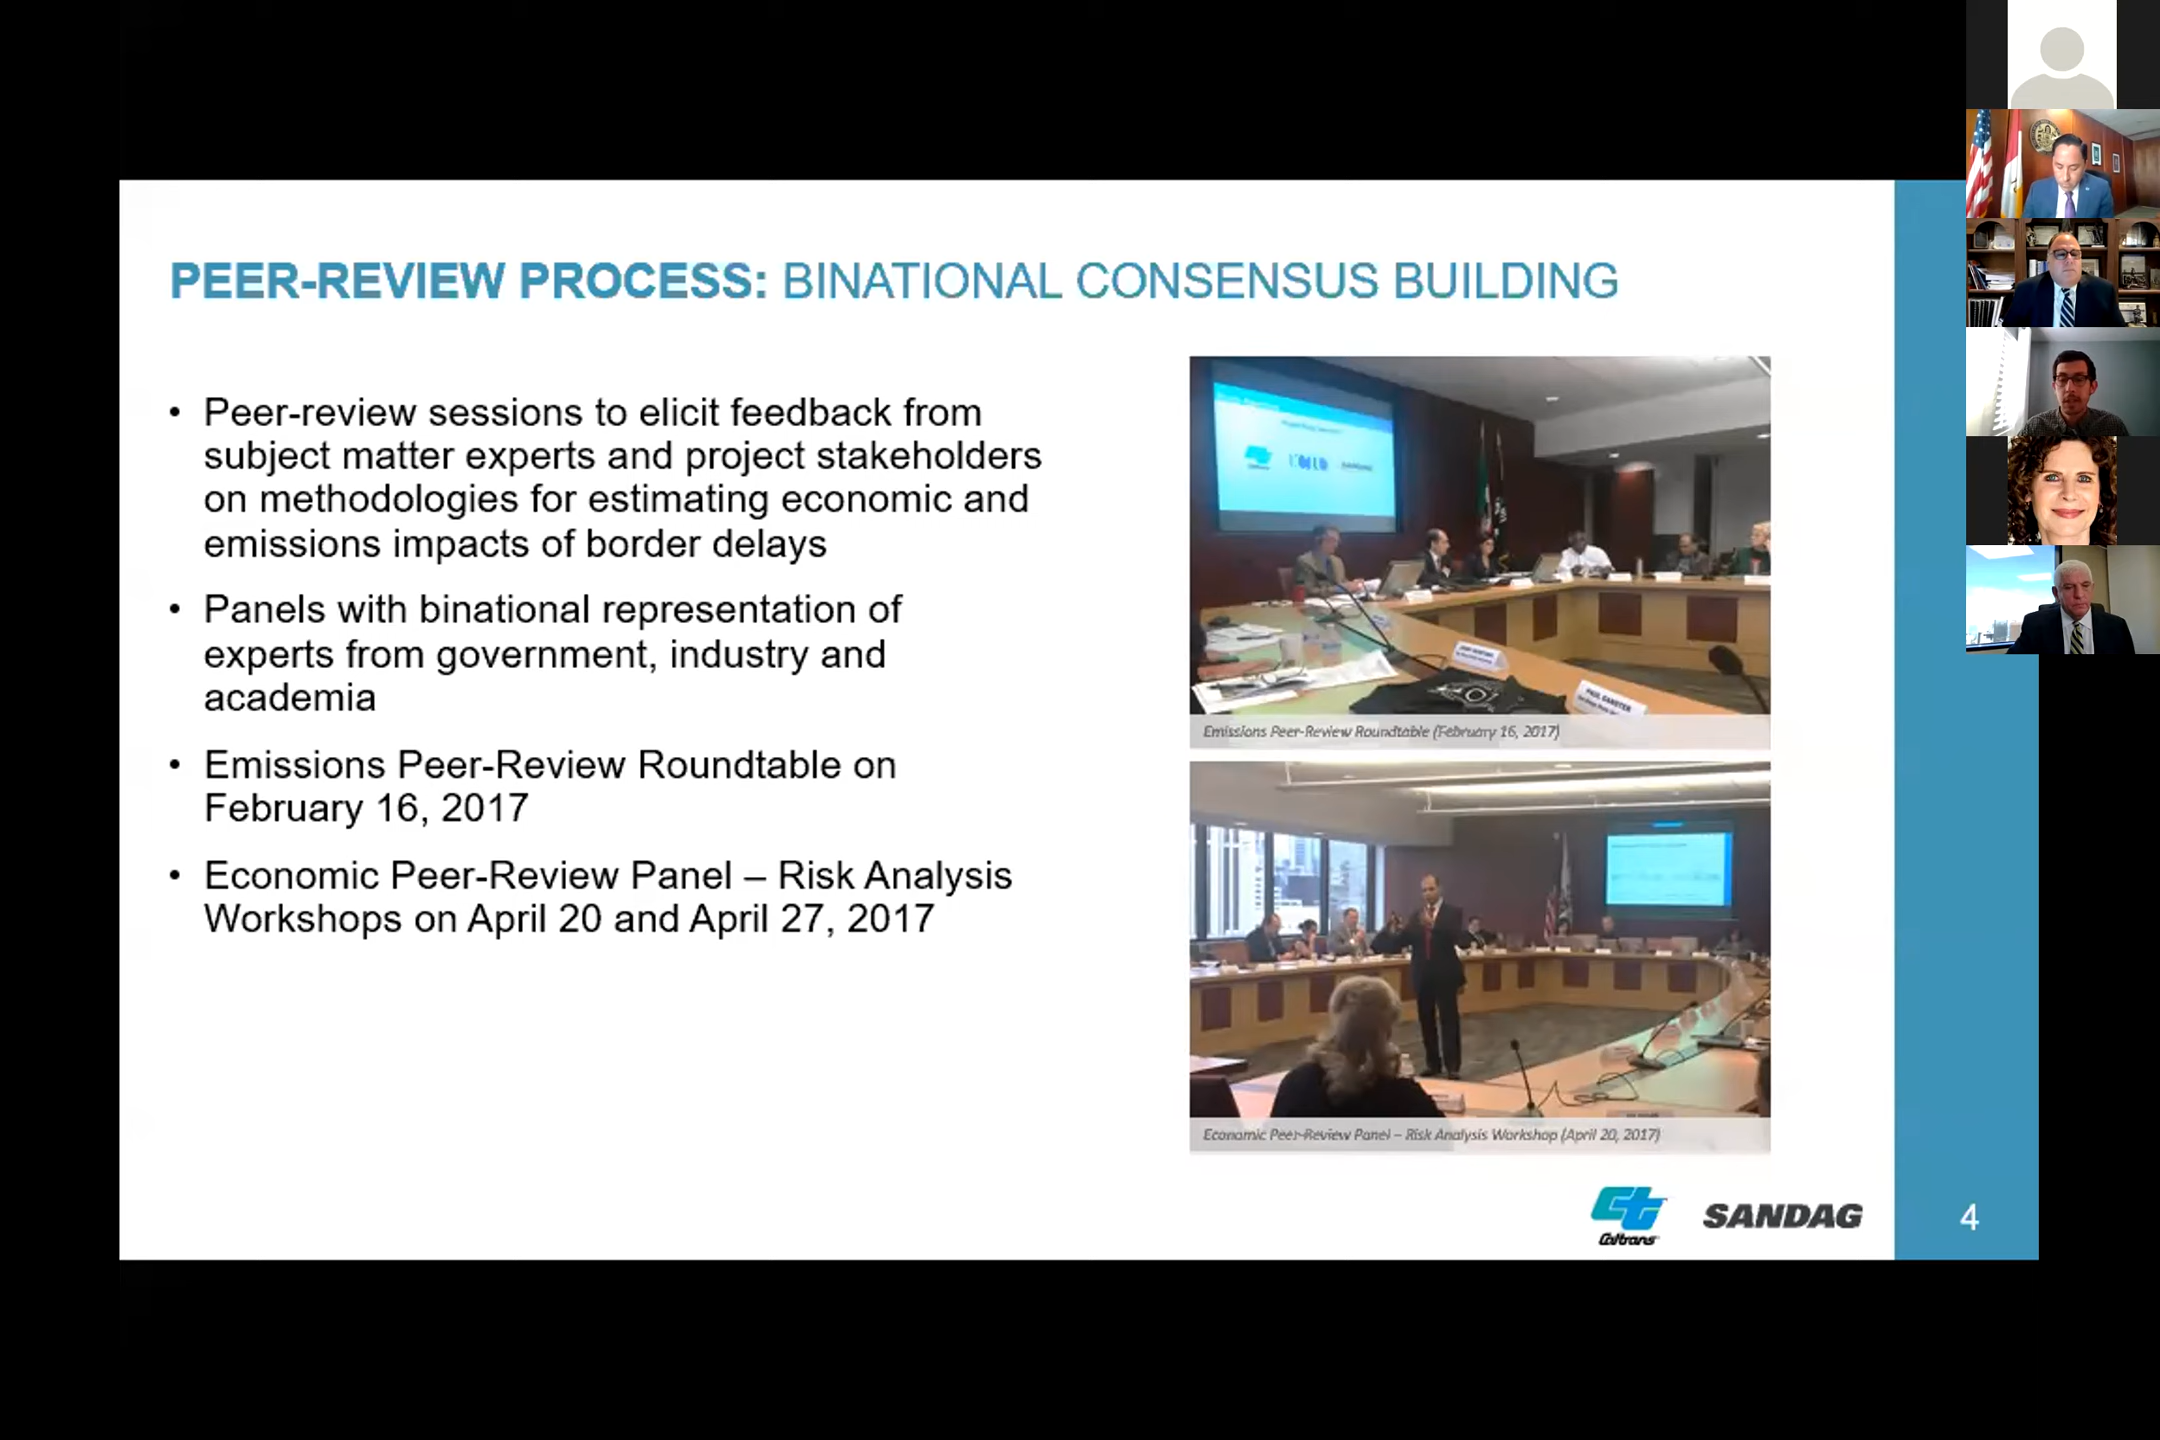 PEER-REVIEW PROCESS: BINATIONAL CONSENSUS BUILDING
• Peer-review sessions to elicit feedback from
subject matter experts and project stakeholders
on methodologies for estimating economic and
emissions impacts of border delays
• Panels with binational representation of
experts from government, industry and
academia
• Emissions Peer-Review Roundtable on
February 16, 2017
• Economic Peer-Review Panel – Risk Analysis
Workshops on April 20 and April 27, 2017
PAUL GANSTER
Emissions Peer-Review Roundtable (February 16, 2017)
Economic Peer-Review Panel – Risk Analysis Workshop (April 20, 2017)
Ct
Caltrans
SANDAG
4